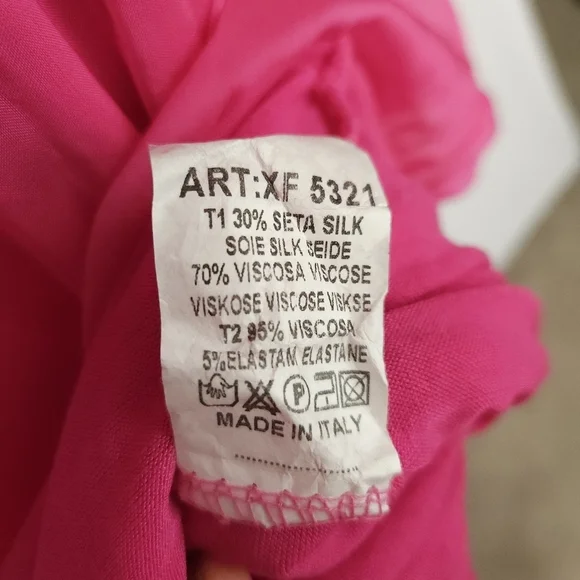 ART:XF 5321
T1 30% SETA SILK
SOIE SILK SEIDE
70% VISCOSA VISCOSE
VISKOSE VISCOSE VISKSE
T2 95% VISCOSA
5%ELASTAN ELASTANE
P
MADE IN ITALY